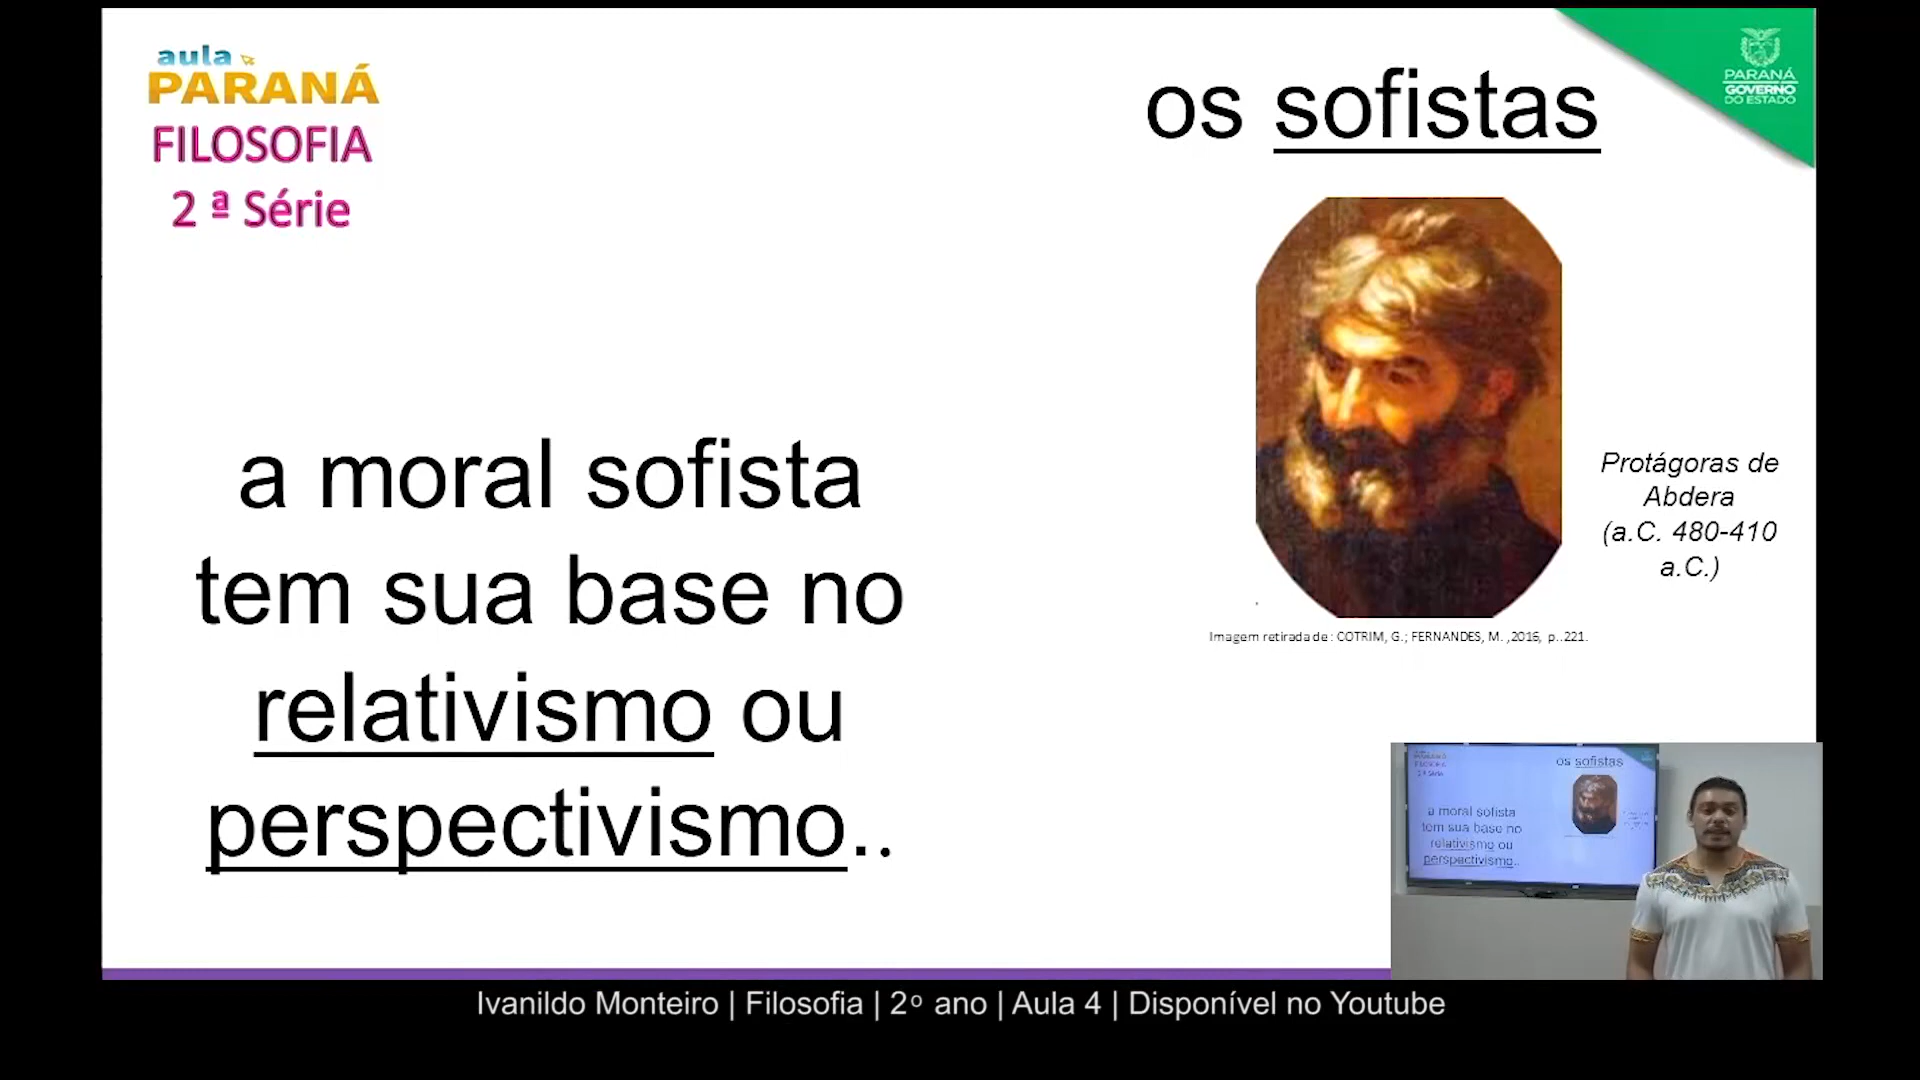 aula
PARANÁ
FILOSOFIA
2 ª Série
os sofistas
PARANÁ
GOVERNO
DO ESTADO
a moral sofista
tem sua base no
relativismo ou
perspectivismo..
Protágoras de
Abdera
(a.C. 480-410
a.C.)
Imagem retirada de: COTRIM, G.; FERNANDES, M. ,2016, p..221.
os sofistas
a moral sofista
tem sua base no
relativismo ou
perspectivismo..
Ivanildo Monteiro | Filosofia | 2º ano | Aula 4 | Disponível no Youtube